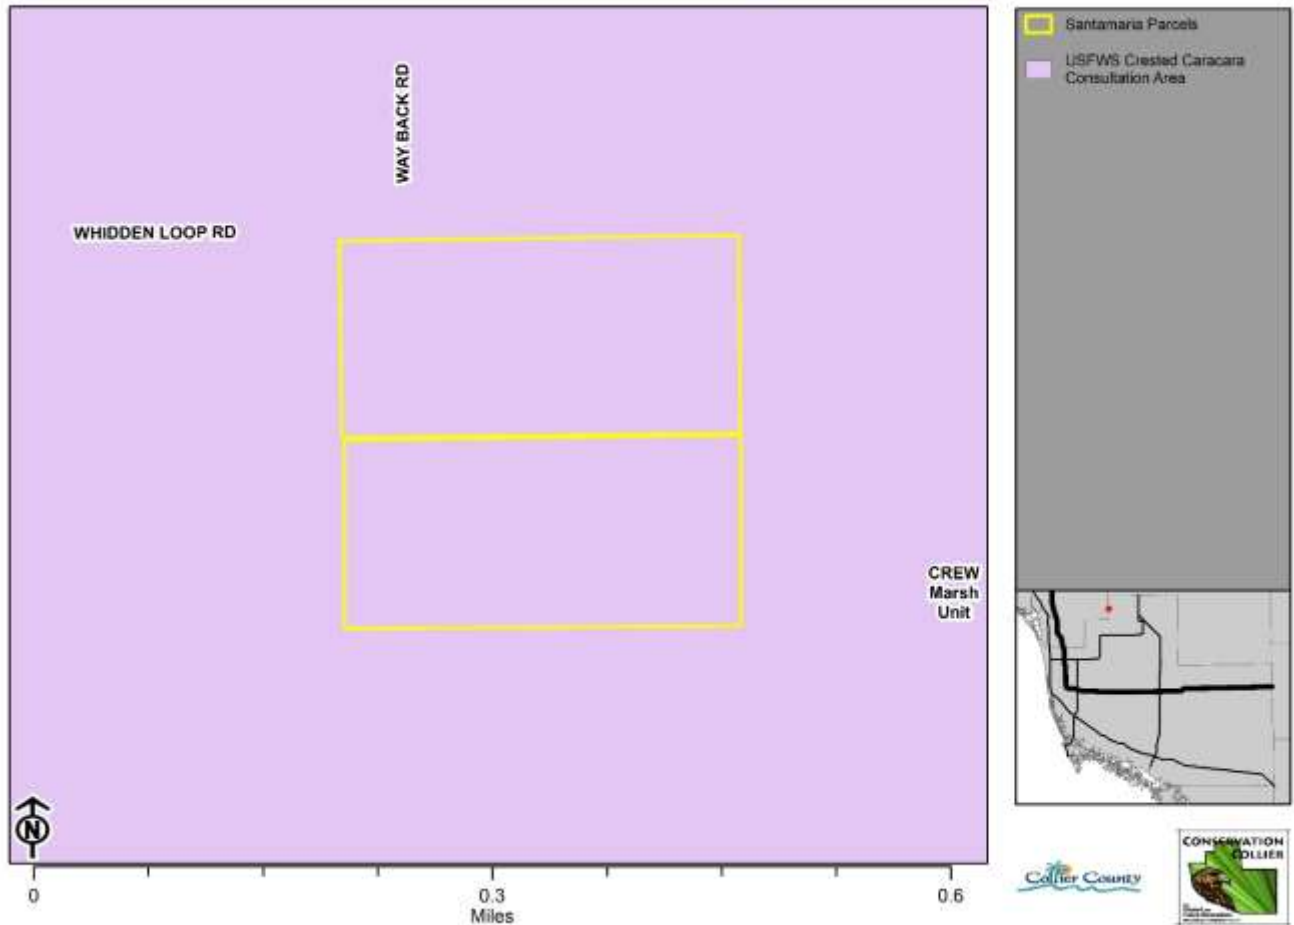 WAY BACK RD
WHIDDEN LOOP RD
CREW
Marsh
Unit
N
0
0.3
0.6
Miles
Santamaria Parcels
USFWS Crested Caracara
Consultation Area
Collier County
CONSERVATION
COLLIER